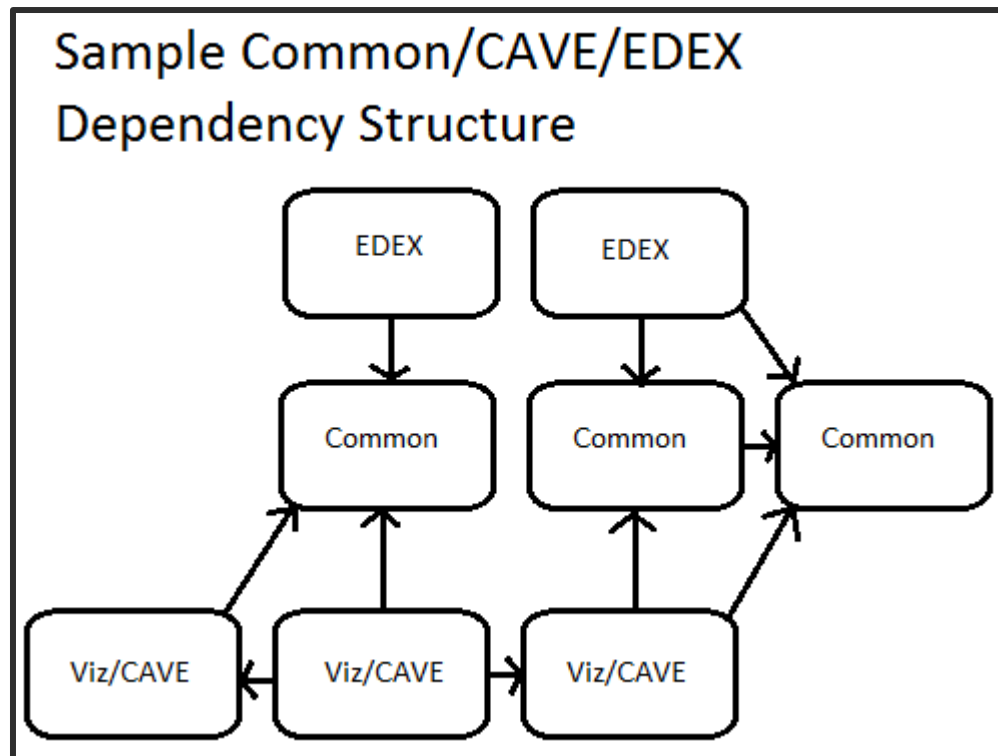 Sample Common/CAVE/EDEX
Dependency Structure
EDEX
EDEX
Common
Common
Common
Viz/CAVE
Viz/CAVE
Viz/CAVE